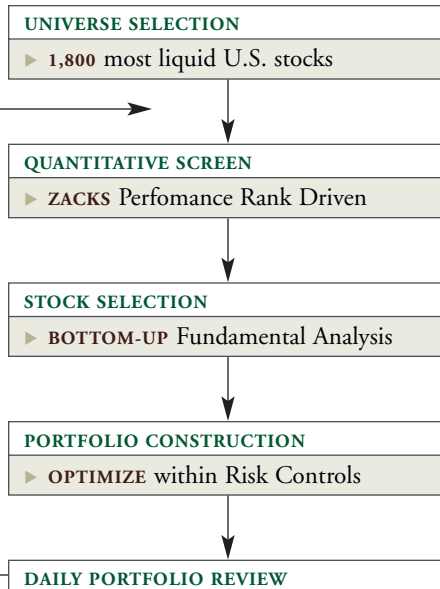 UNIVERSE SELECTION
▶ 1,800 most liquid U.S. stocks
QUANTITATIVE SCREEN
▶ ZACKS Perfomance Rank Driven
STOCK SELECTION
▶ BOTTOM-UP Fundamental Analysis
PORTFOLIO CONSTRUCTION
▶ OPTIMIZE within Risk Controls
DAILY PORTFOLIO REVIEW